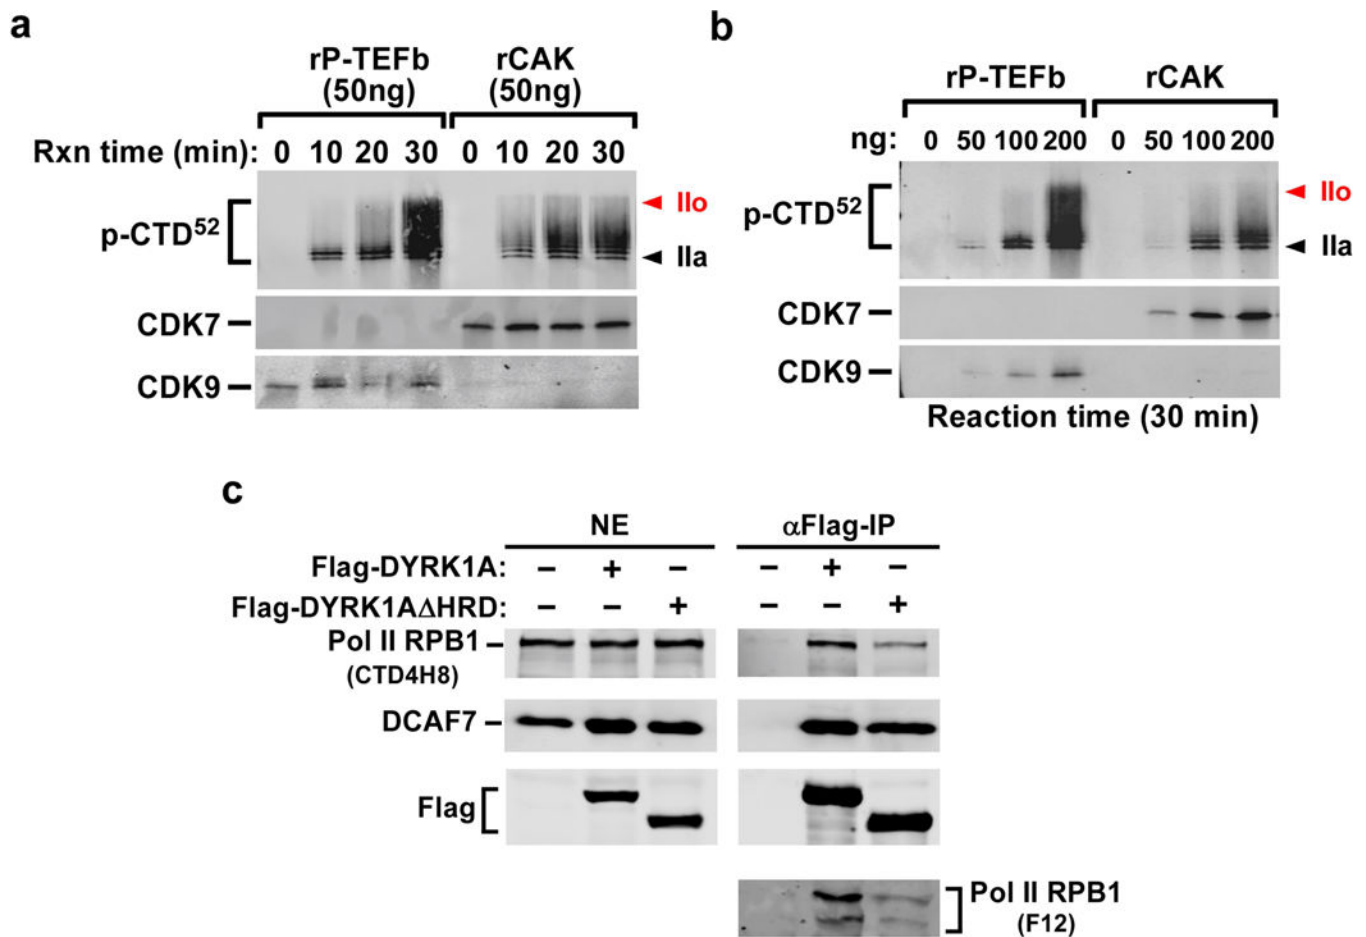 a
rP-TEFb rCAK
(50ng) (50ng)
Rxn time (min): 0 10 20 30 0 10 20 30
p-CTD⁵² IIo
IIa
CDK7
CDK9
b
rP-TEFb rCAK
ng: 0 50 100 200 0 50 100 200
p-CTD⁵² IIo
IIa
CDK7
CDK9
Reaction time (30 min)
c
NE αFlag-IP
Flag-DYRK1A: – + – – + –
Flag-DYRK1AΔHRD: – – + – – +
Pol II RPB1
(CTD4H8)
DCAF7
Flag
Pol II RPB1
(F12)